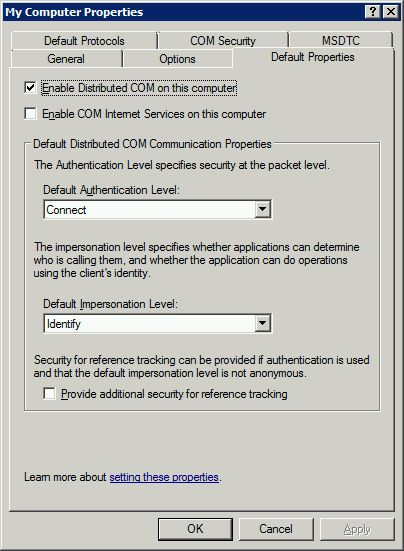 My Computer Properties
Default Protocols
COM Security
MSDTC
General
Options
Default Properties
Enable Distributed COM on this computer
Enable COM Internet Services on this computer
Default Distributed COM Communication Properties
The Authentication Level specifies security at the packet level.
Default Authentication Level:
Connect
The impersonation level specifies whether applications can determine
who is calling them, and whether the application can do operations
using the client's identity.
Default Impersonation Level:
Identify
Security for reference tracking can be provided if authentication is used
and that the default impersonation level is not anonymous.
Provide additional security for reference tracking
Learn more about setting these properties.
OK
Cancel
Apply